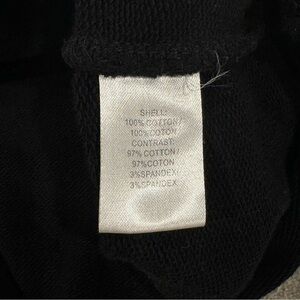 SHELL:
100% COTTON/
100% COTON
CONTRAST:
97% COTTON/
97%COTON
3%SPANDEX/
3%SPANDEX